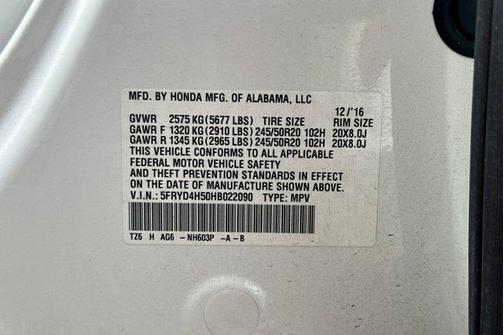 MFD. BY HONDA MFG. OF ALABAMA, LLC
12/'16
GVWR 2575 KG(5677 LBS) TIRE SIZE RIM SIZE
GAWR F 1320 KG(2910 LBS) 245/50R20 102H 20X8.0J
GAWR R 1345 KG(2965 LBS) 245/50R20 102H 20X8.0J
THIS VEHICLE CONFORMS TO ALL APPLICABLE
FEDERAL MOTOR VEHICLE SAFETY
AND THEFT PREVENTION STANDARDS IN EFFECT
ON THE DATE OF MANUFACTURE SHOWN ABOVE.
V.I.N.: 5FRYD4H50HB022090 TYPE: MPV
TZ6 H AG6 -NH603P -A-B